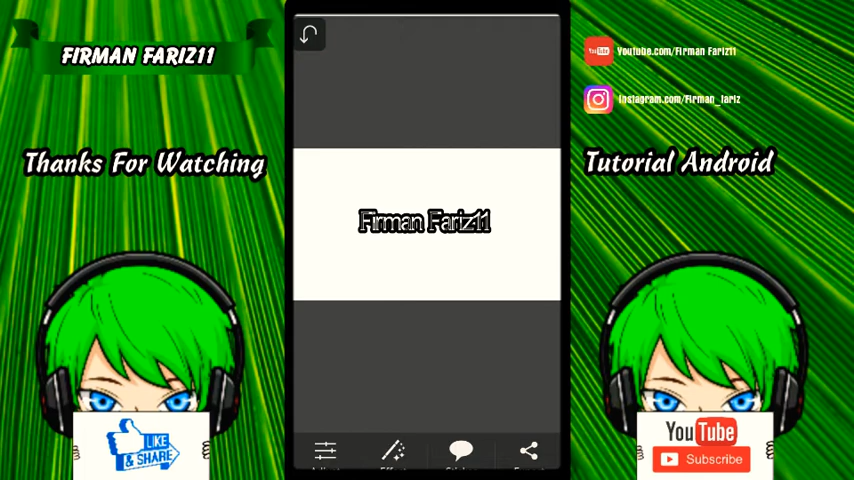 FIRMAN FARIZ11
Thanks For Watching
LIKE
& SHARE
Firman Fariz11
YouTube
Youtube.com/Firman Fariz11
Instagram.com/Firman_fariz
Tutorial Android
YouTube
Subscribe